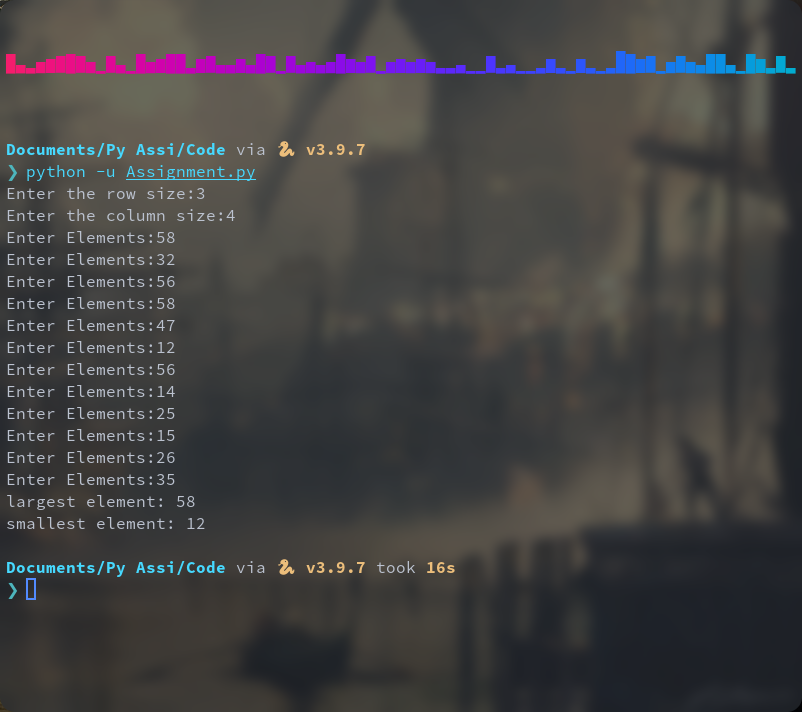 Documents/Py Assi/Code via 🐍 v3.9.7
❯ python -u Assignment.py
Enter the row size:3
Enter the column size:4
Enter Elements:58
Enter Elements:32
Enter Elements:56
Enter Elements:58
Enter Elements:47
Enter Elements:12
Enter Elements:56
Enter Elements:14
Enter Elements:25
Enter Elements:15
Enter Elements:26
Enter Elements:35
largest element: 58
smallest element: 12
Documents/Py Assi/Code via 🐍 v3.9.7 took 16s
❯